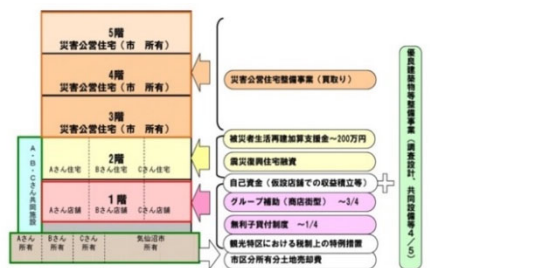 5階
災害公営住宅（市　所有）
4階
災害公営住宅（市　所有）
3階
災害公営住宅（市　所有）
2階
Aさん住宅 Bさん住宅 Cさん住宅
1階
Aさん店舗 Bさん店舗 Cさん店舗
A・B・Cさん共同施設
Aさん所有 Bさん所有 Cさん所有 気仙沼市所有
災害公営住宅整備事業（買取り）
被災者生活再建加算支援金～200万円
震災復興住宅融資
自己資金（仮設店舗での収益積立等）
グループ補助（商店街型）　～3/4
無利子貸付制度　～1/4
観光特区における税制上の特例措置
市区分所有分土地売却費
優良建築物等整備事業（調査設計、共同設備等4／5）